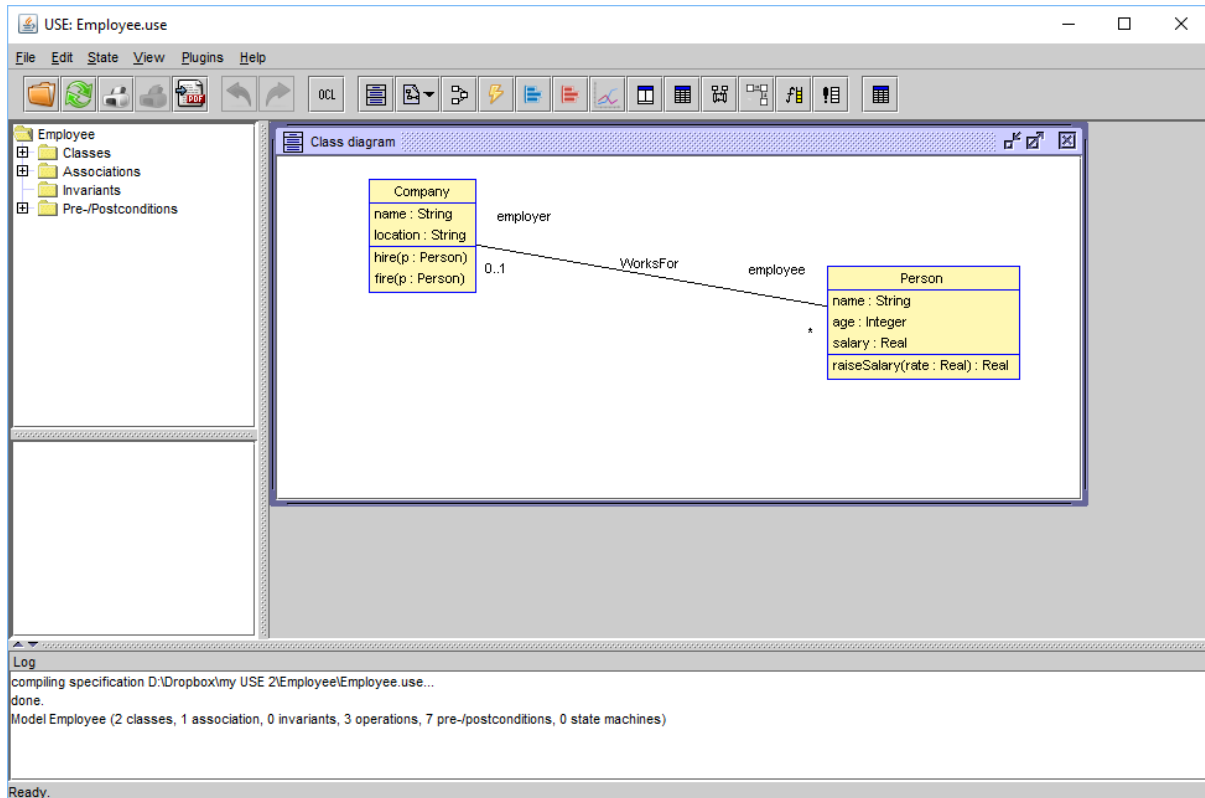 USE: Employee.use
File Edit State View Plugins Help
PDF
OCL
Employee
Classes
Associations
Invariants
Pre-/Postconditions
Class diagram
Company
name : String
location : String
hire(p : Person)
fire(p : Person)
employer
0..1
WorksFor
employee
*
Person
name : String
age : Integer
salary : Real
raiseSalary(rate : Real) : Real
Log
compiling specification D:\Dropbox\my USE 2\Employee\Employee.use...
done.
Model Employee (2 classes, 1 association, 0 invariants, 3 operations, 7 pre-/postconditions, 0 state machines)
Ready.